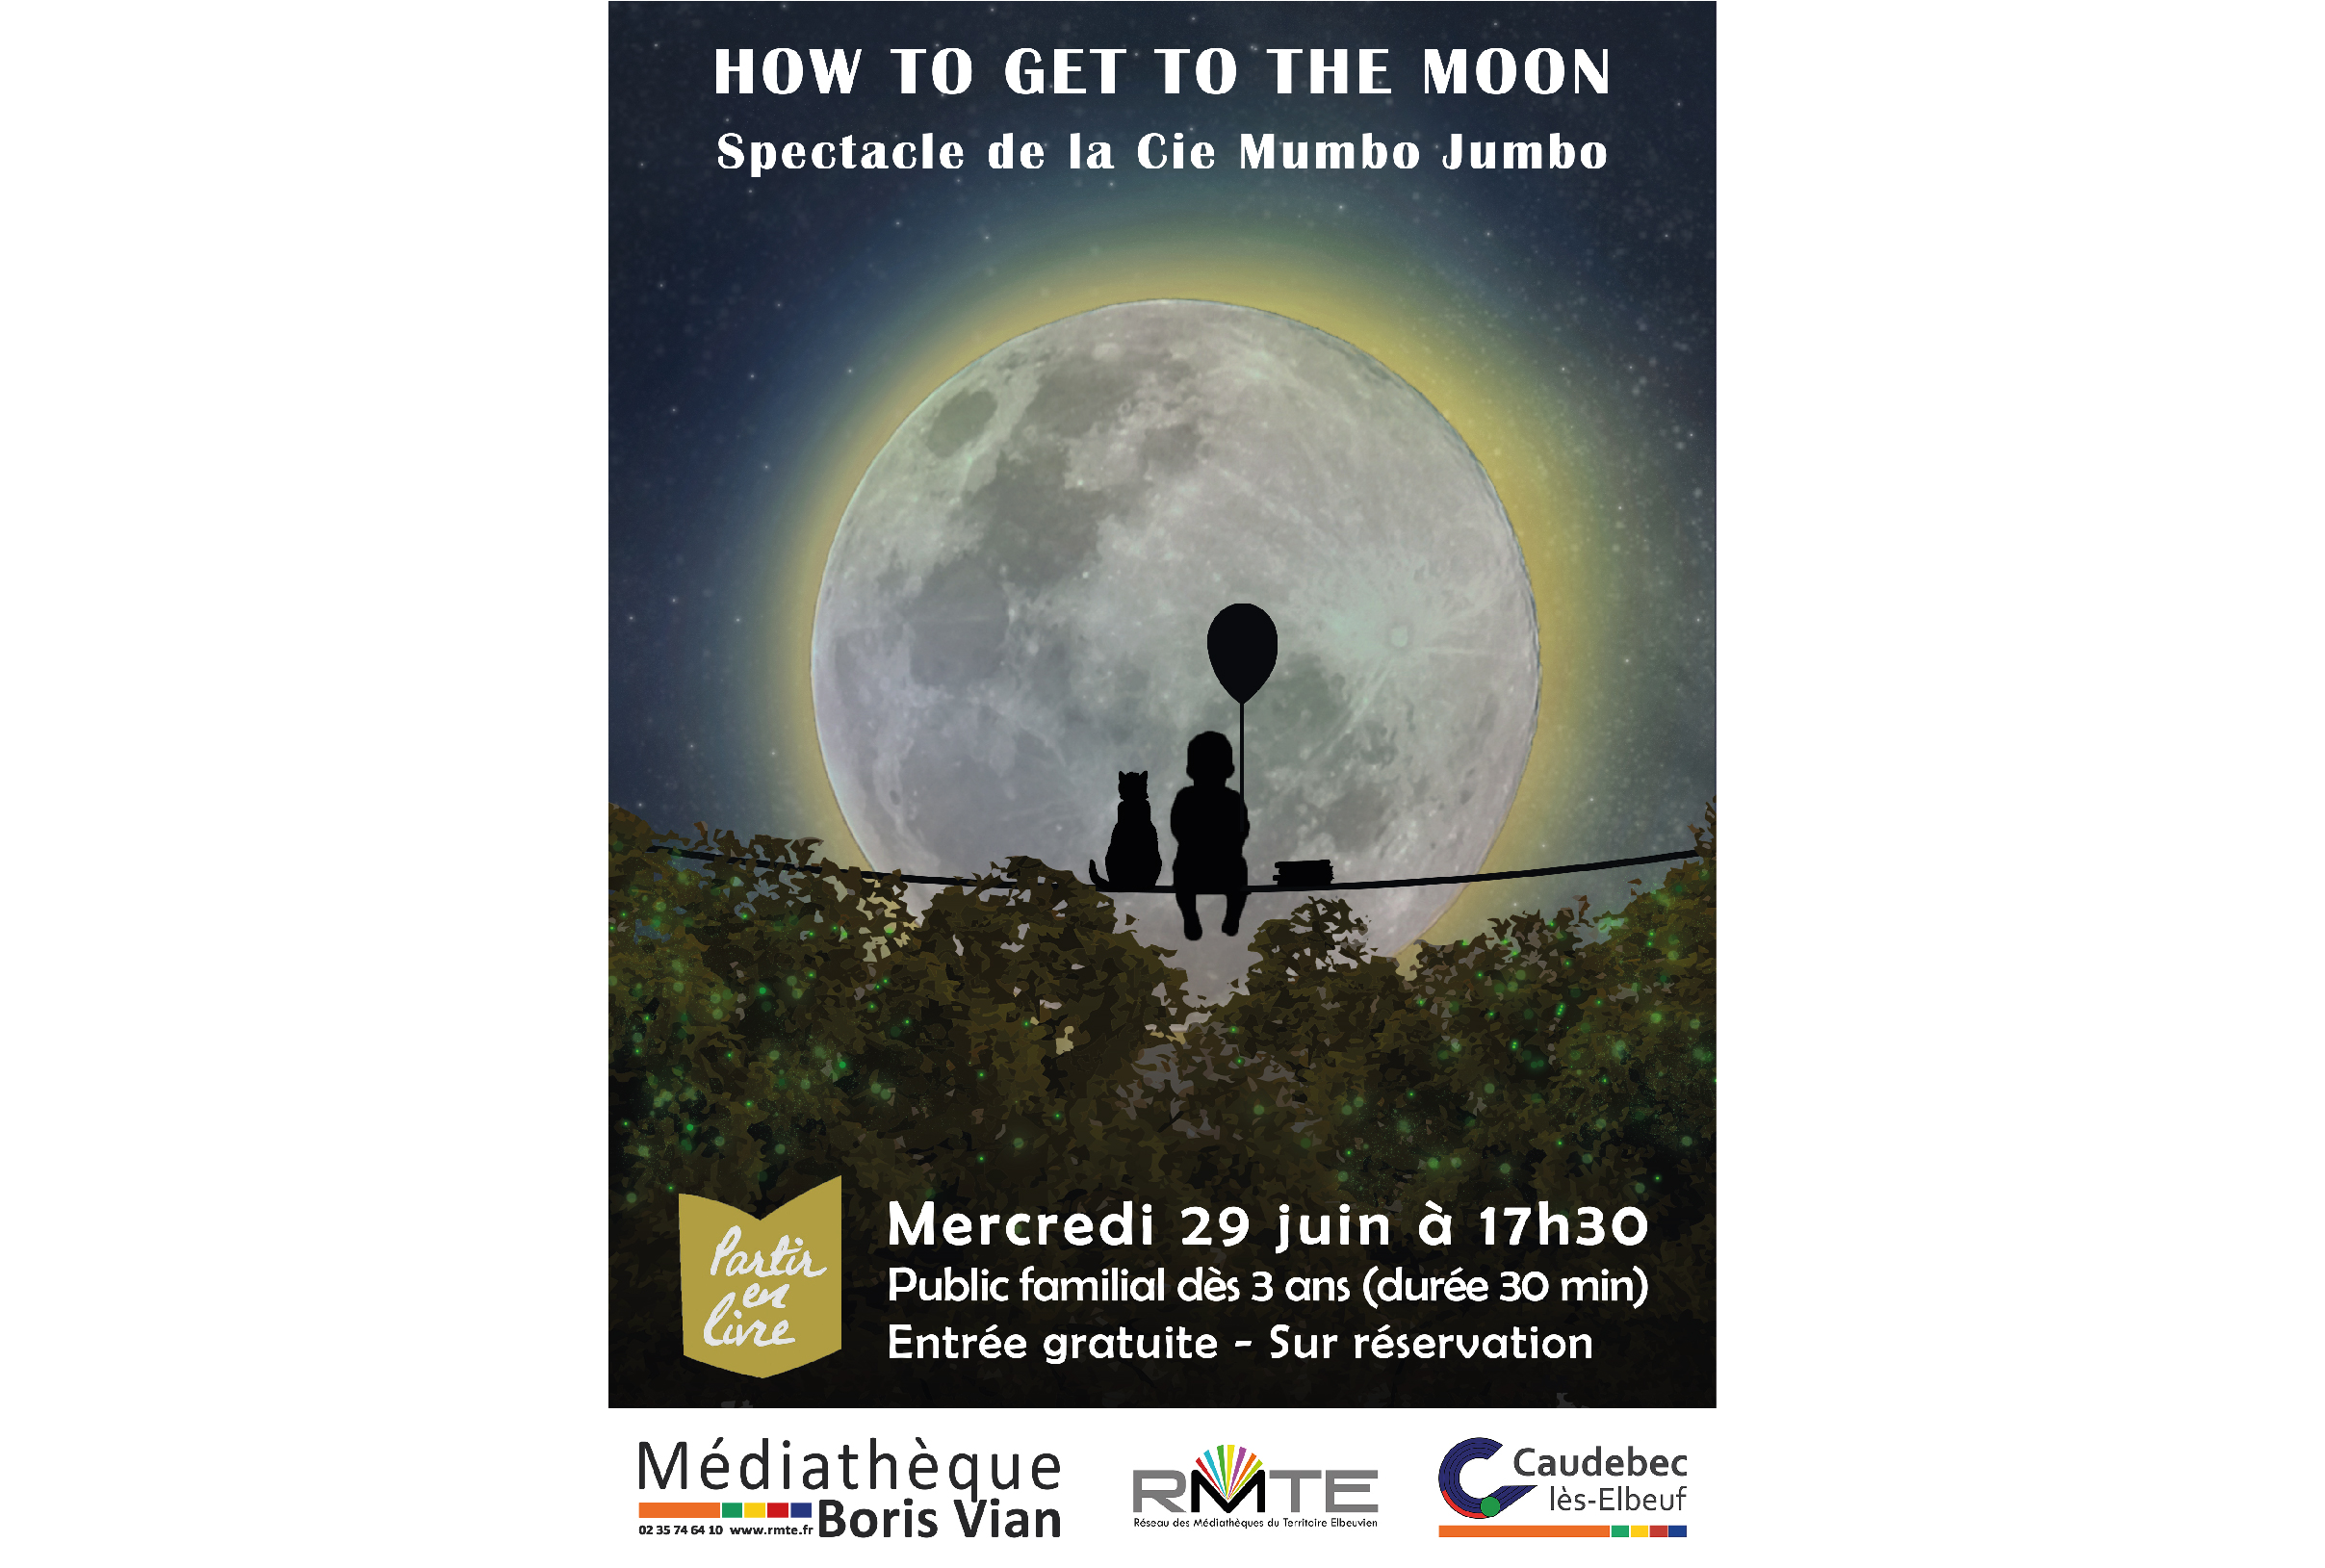 HOW TO GET TO THE MOON
Spectacle de la Cie Mumbo Jumbo
Partir
en
livre
Mercredi 29 juin à 17h30
Public familial dès 3 ans (durée 30 min)
Entrée gratuite - Sur réservation
Médiathèque
Boris Vian
02 35 74 64 10 www.rmte.fr
RMTE
Réseau des Médiathèques du Territoire Elbeuvien
Caudebec
lès-Elbeuf